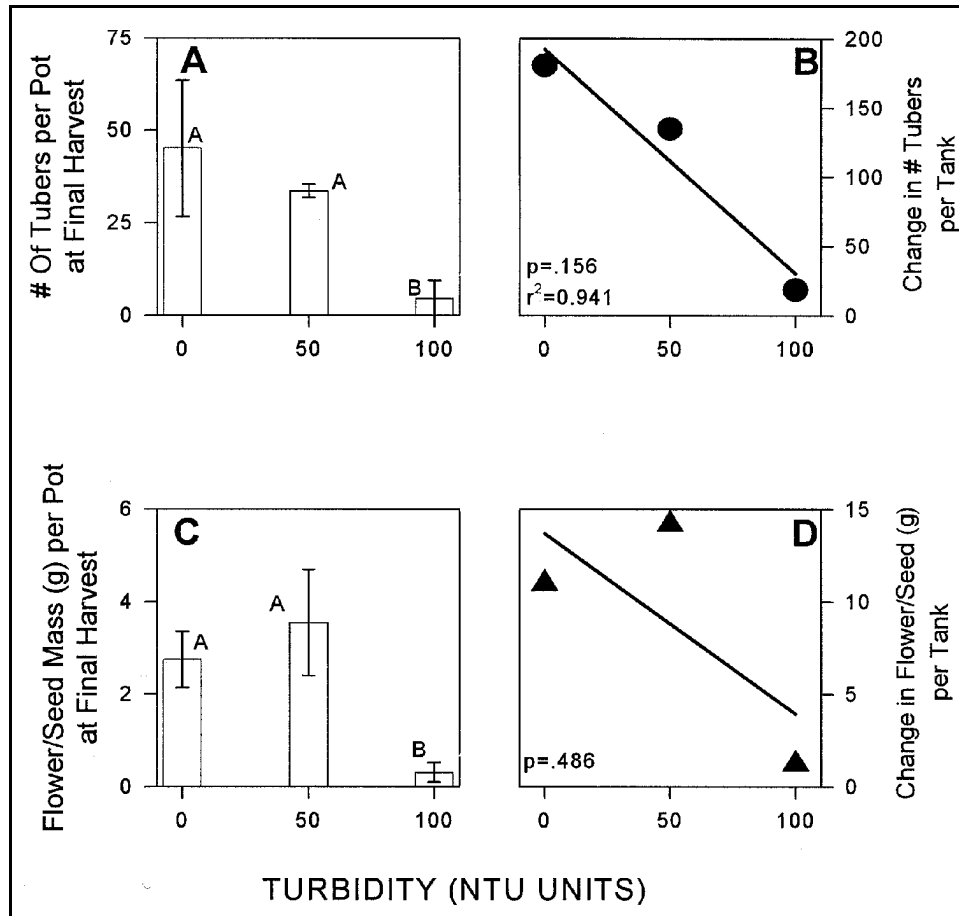 # Of Tubers per Pot
at Final Harvest
75
50
25
0
A
A
A
B
0
50
100
B
p=.156
r²=0.941
200
150
100
50
0
Change in # Tubers
per Tank
0
50
100
Flower/Seed Mass (g) per Pot
at Final Harvest
6
4
2
0
C
A
A
B
0
50
100
D
p=.486
15
10
5
0
Change in Flower/Seed (g)
per Tank
0
50
100
TURBIDITY (NTU UNITS)